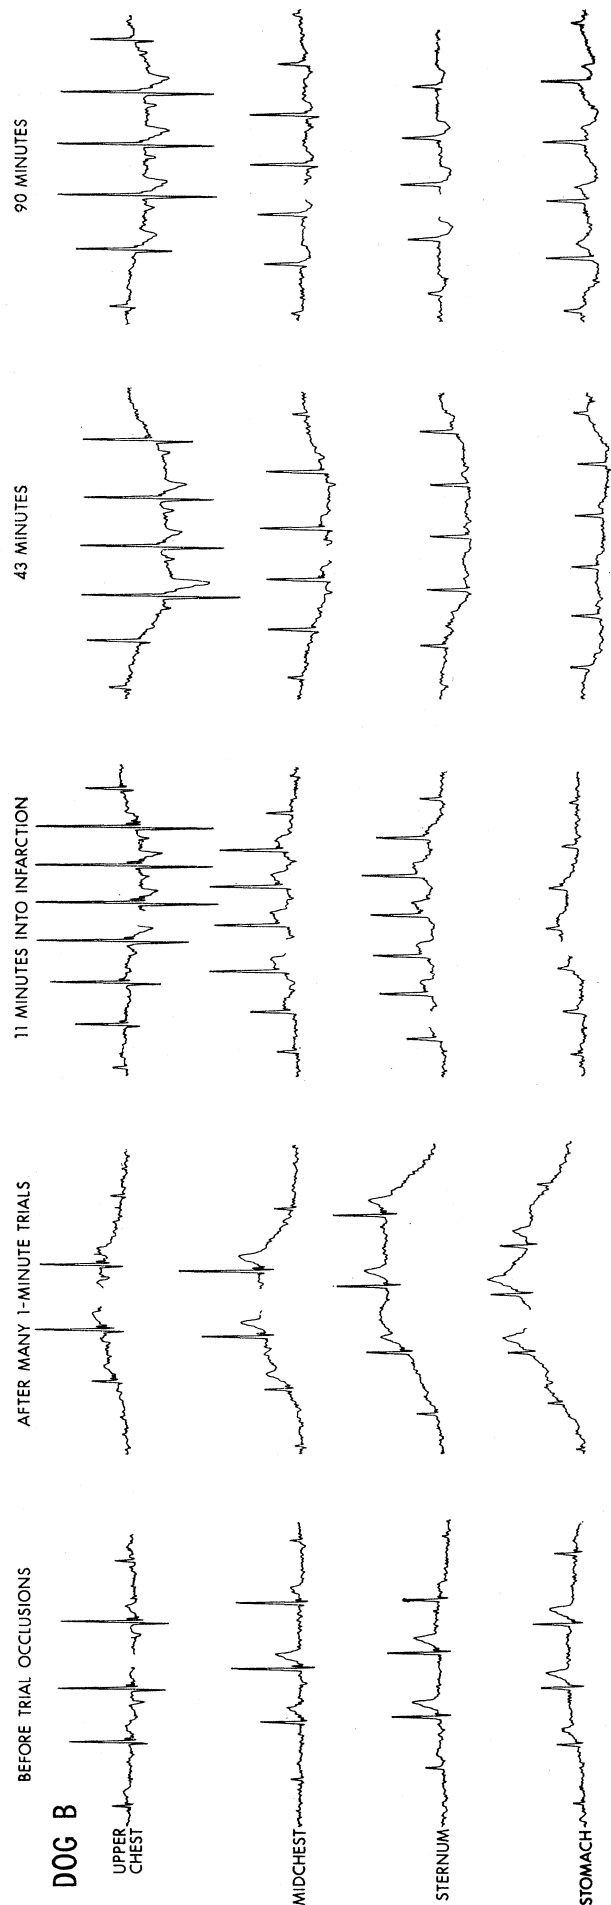 DOG B
BEFORE TRIAL OCCLUSIONS
AFTER MANY 1-MINUTE TRIALS
11 MINUTES INTO INFARCTION
43 MINUTES
90 MINUTES
UPPER
CHEST
MIDCHEST
STERNUM
STOMACH